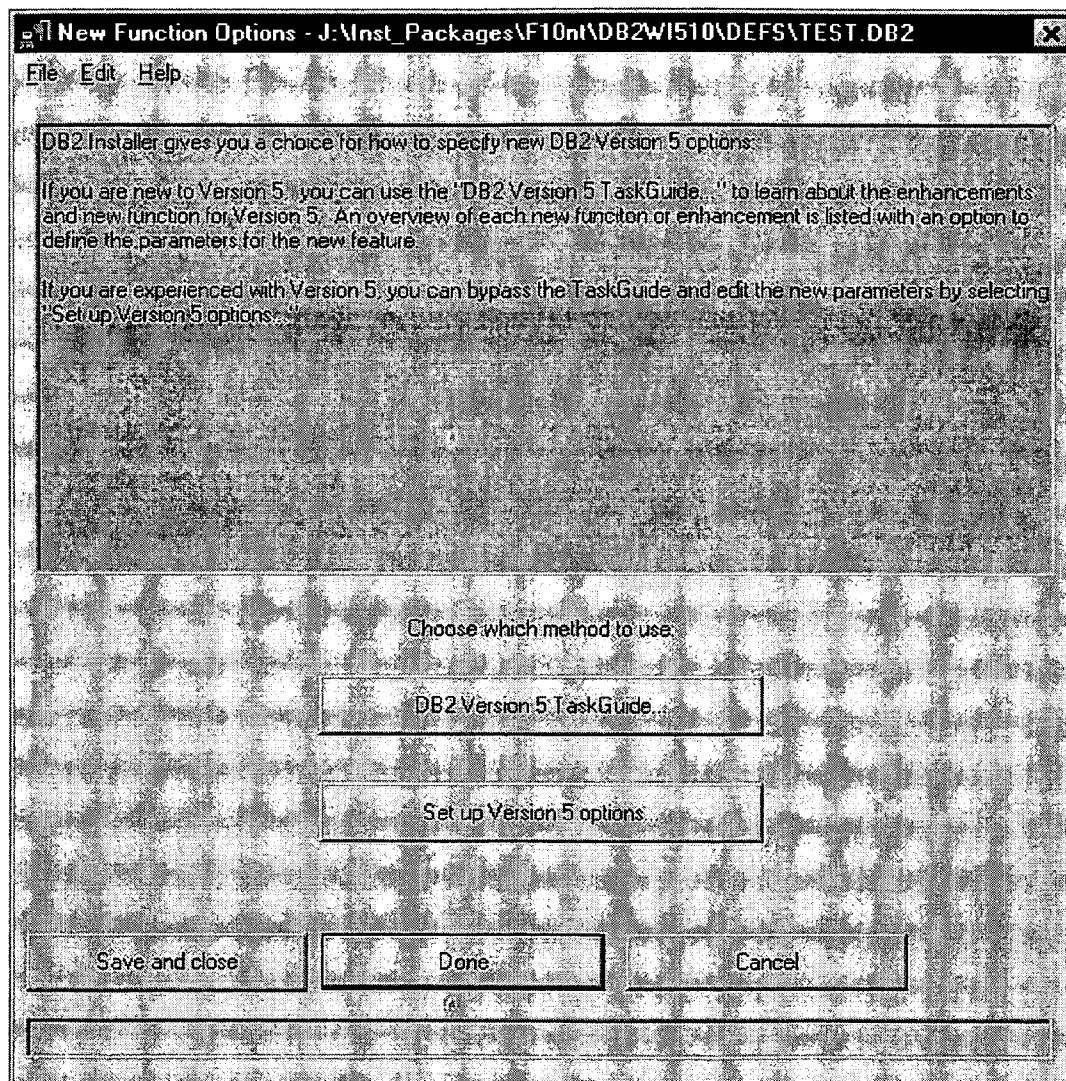 New Function Options - J:\Inst_Packages\F10nt\DB2WI510\DEFS\TEST.DB2
File Edit Help
DB2 Installer gives you a choice for how to specify new DB2 Version 5 options:
If you are new to Version 5, you can use the "DB2 Version 5 TaskGuide..." to learn about the enhancements
and new function for Version 5. An overview of each new funciton or enhancement is listed with an option to
define the parameters for the new feature.
If you are experienced with Version 5, you can bypass the TaskGuide and edit the new parameters by selecting
"Set up Version 5 options..."
Choose which method to use:
DB2 Version 5 TaskGuide...
Set up Version 5 options...
Save and close
Done
Cancel